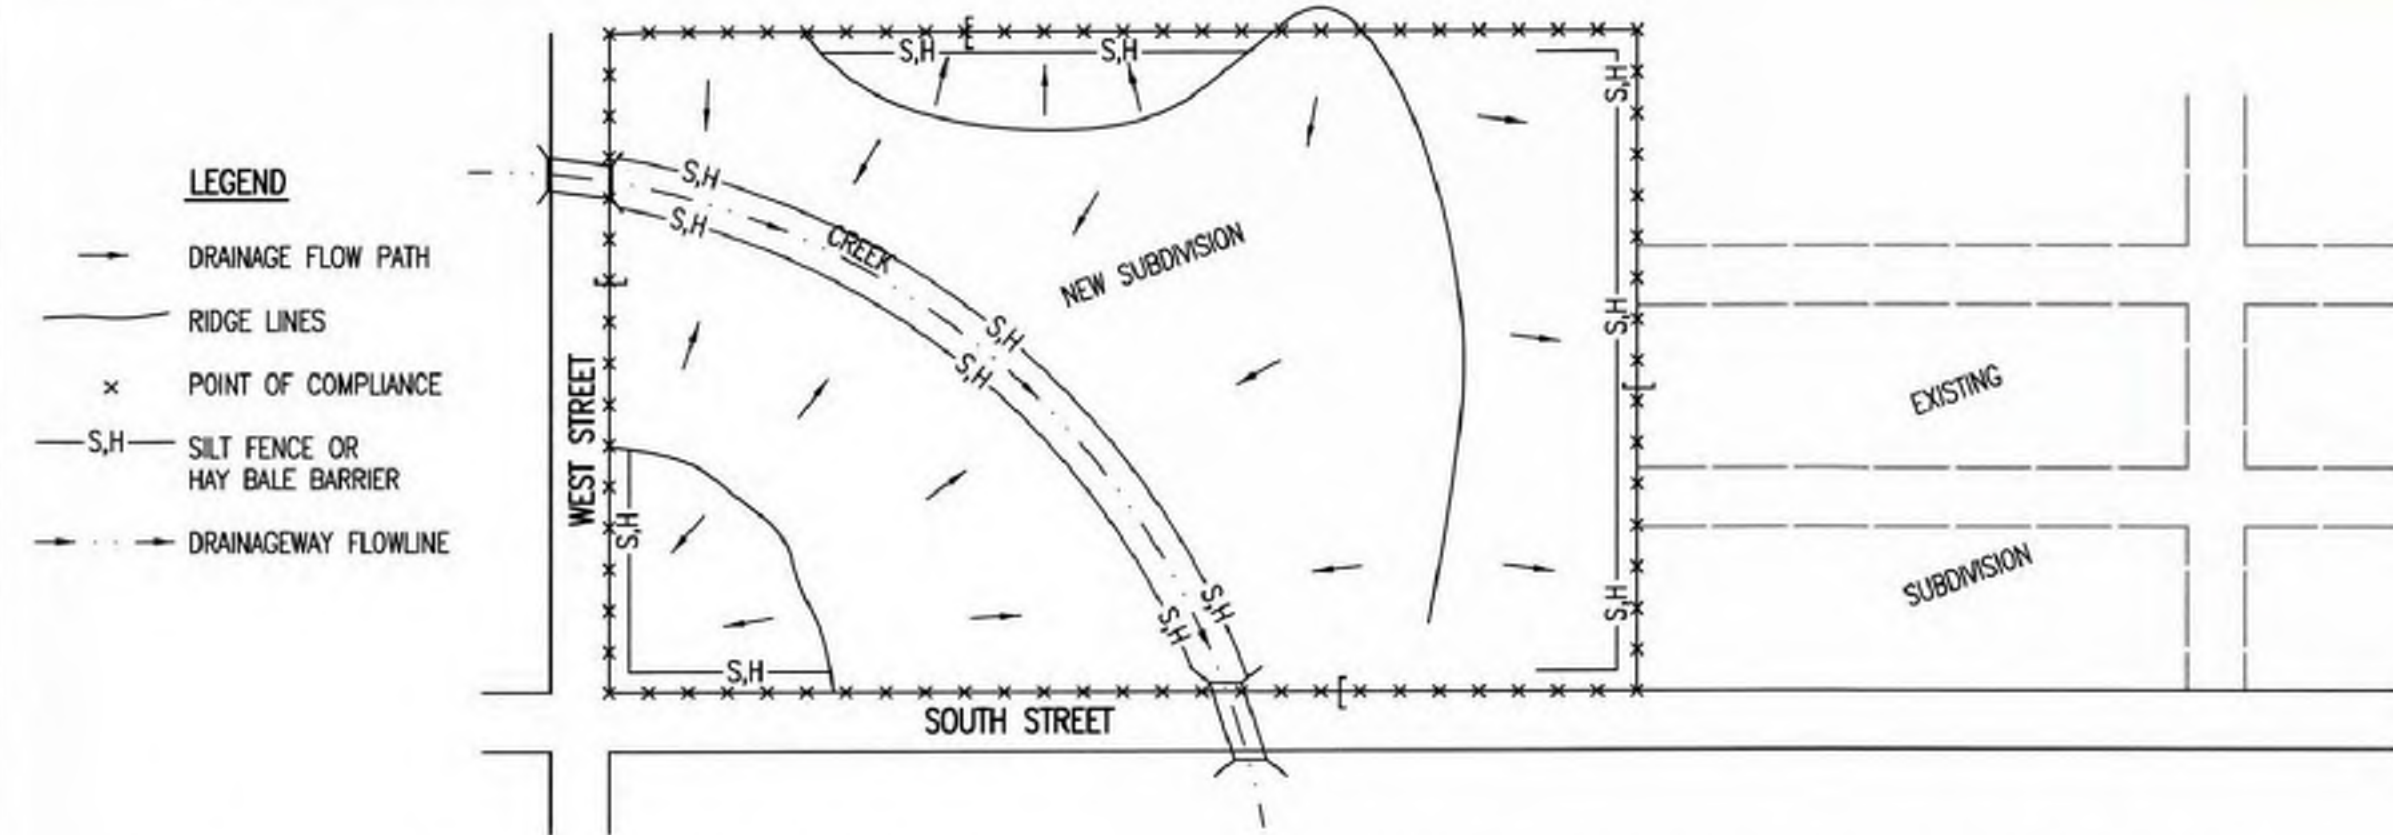 LEGEND
DRAINAGE FLOW PATH
RIDGE LINES
x POINT OF COMPLIANCE
S,H SILT FENCE OR
HAY BALE BARRIER
DRAINAGEWAY FLOWLINE
S,H
S,H
S,H
S,H
S,H
CREEK
NEW SUBDIVISION
S,H
S,H
S,H
WEST STREET
S,H
S,H
S,H
S,H
S,H
SOUTH STREET
EXISTING
SUBDIVISION